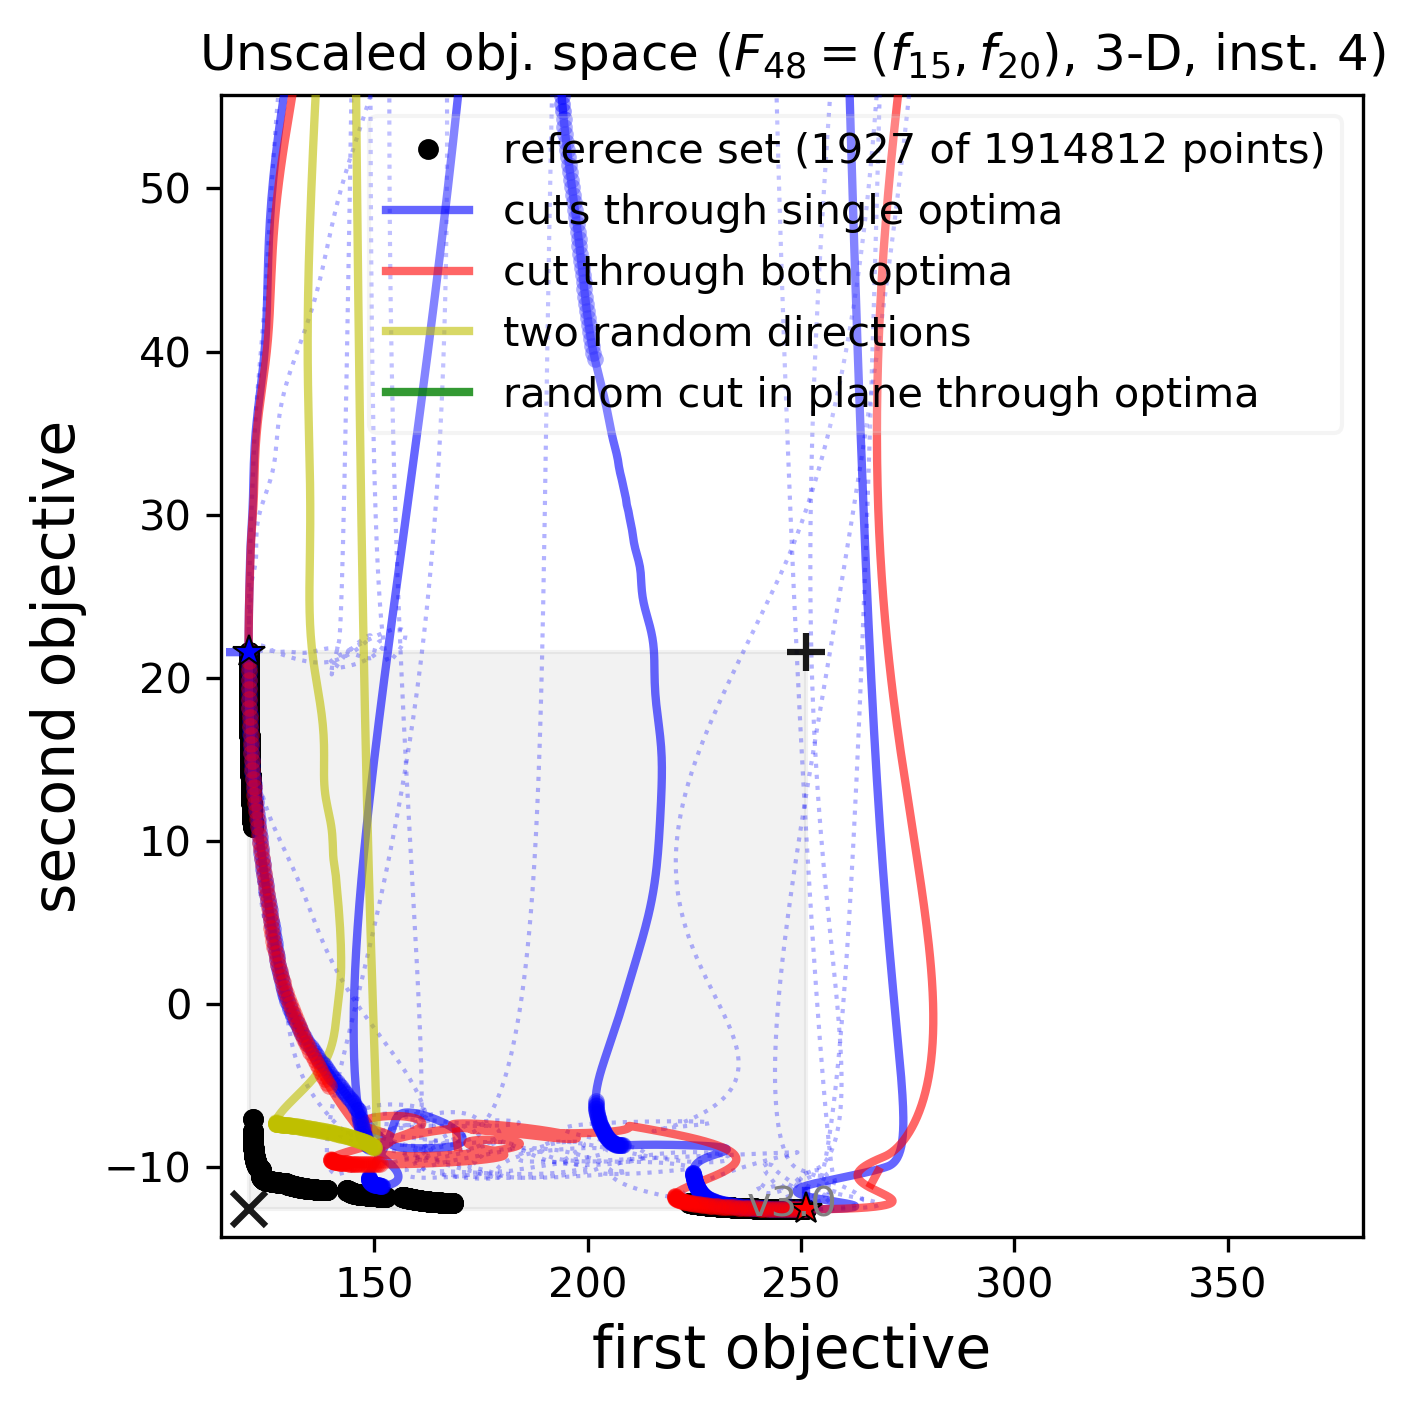 Unscaled obj. space (F₄₈ = (f₁₅, f₂₀), 3-D, inst. 4)
reference set (1927 of 1914812 points)
cuts through single optima
cut through both optima
two random directions
random cut in plane through optima
50
40
30
20
10
0
−10
second objective
v3.0
150
200
250
300
350
first objective